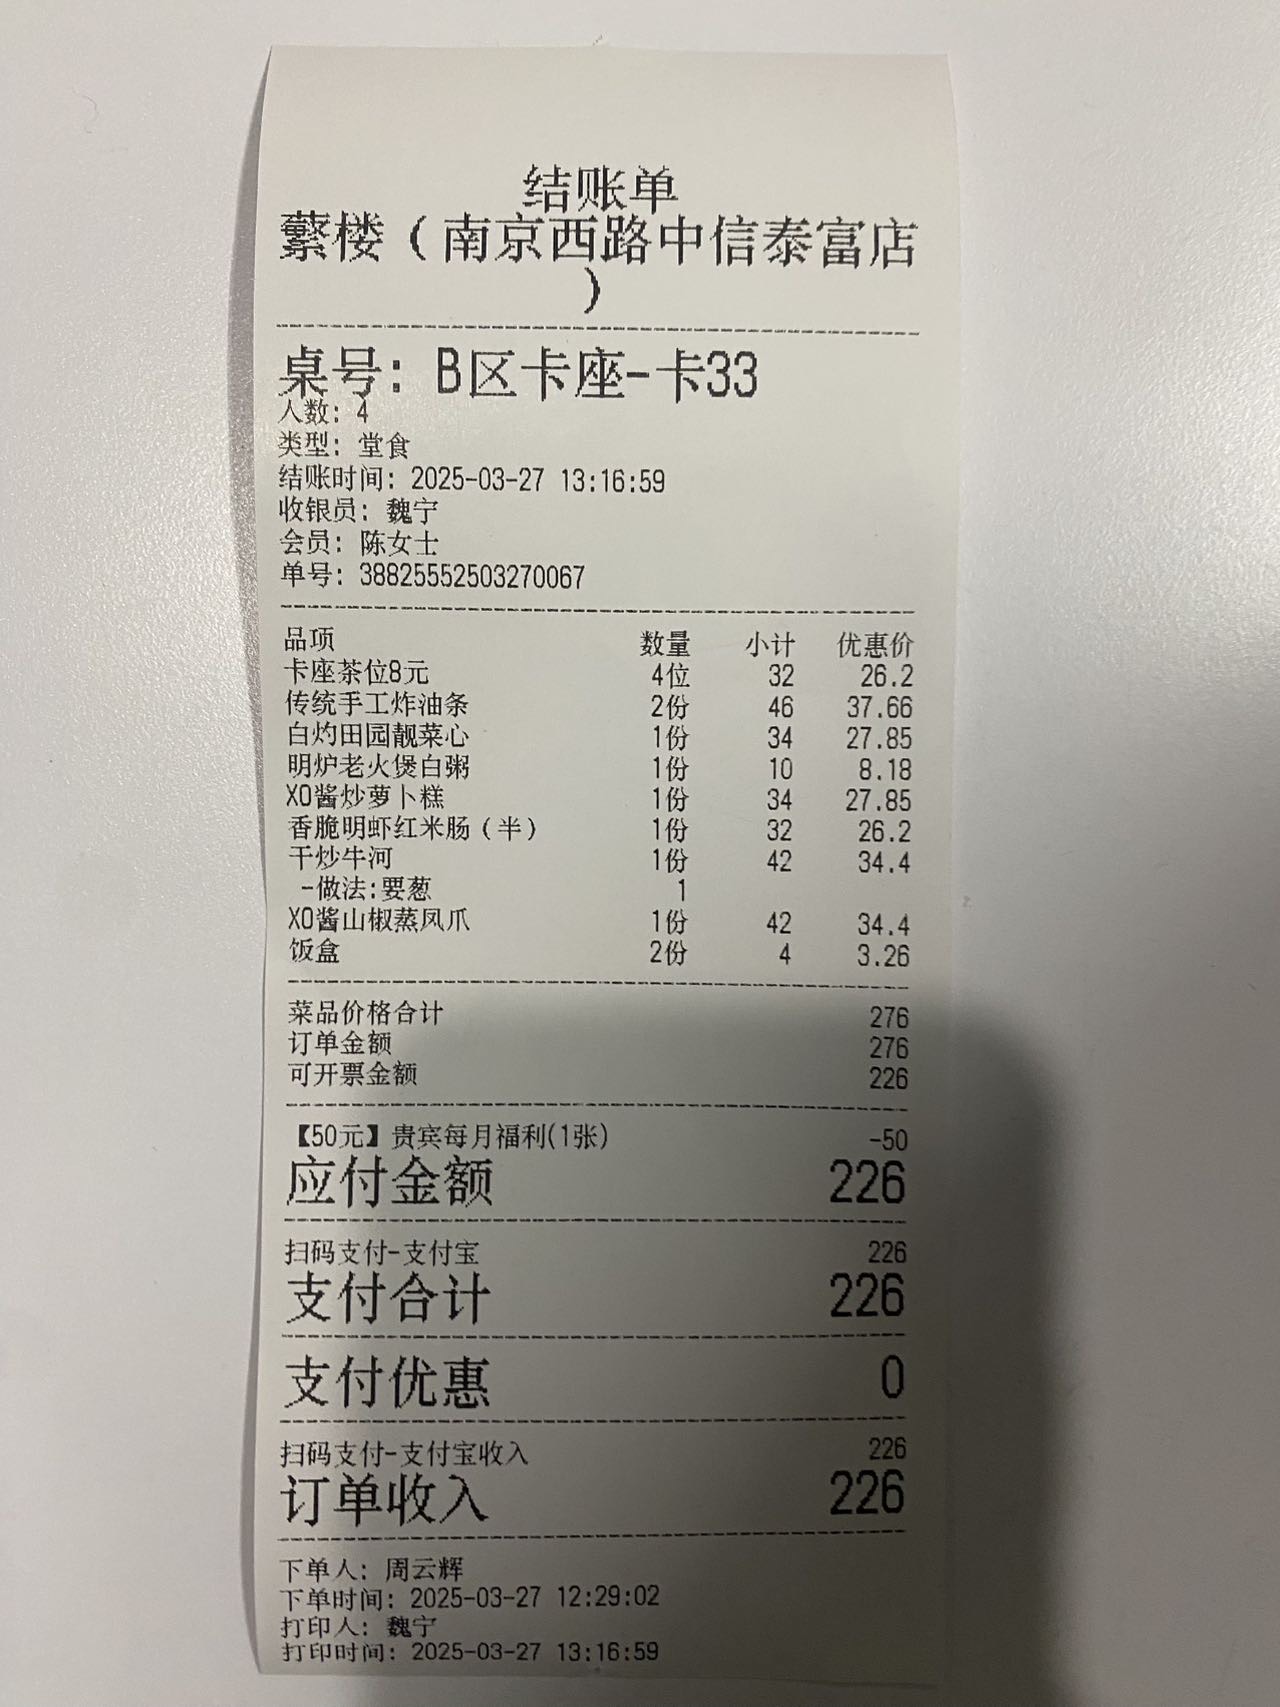 结账单
蘩楼（南京西路中信泰富店
）
桌号: B区卡座-卡33
人数: 4
类型: 堂食
结账时间: 2025-03-27 13:16:59
收银员: 魏宁
会员: 陈女士
单号: 38825552503270067
品项 数量 小计 优惠价
卡座茶位8元 4位 32 26.2
传统手工炸油条 2份 46 37.66
白灼田园靓菜心 1份 34 27.85
明炉老火煲白粥 1份 10 8.18
XO酱炒萝卜糕 1份 34 27.85
香脆明虾红米肠（半） 1份 32 26.2
干炒牛河 1份 42 34.4
-做法:要葱 1
XO酱山椒蒸凤爪 1份 42 34.4
饭盒 2份 4 3.26
菜品价格合计 276
订单金额 276
可开票金额 226
【50元】贵宾每月福利(1张) -50
应付金额 226
扫码支付-支付宝 226
支付合计 226
支付优惠 0
扫码支付-支付宝收入 226
订单收入 226
下单人: 周云辉
下单时间: 2025-03-27 12:29:02
打印人: 魏宁
打印时间: 2025-03-27 13:16:59